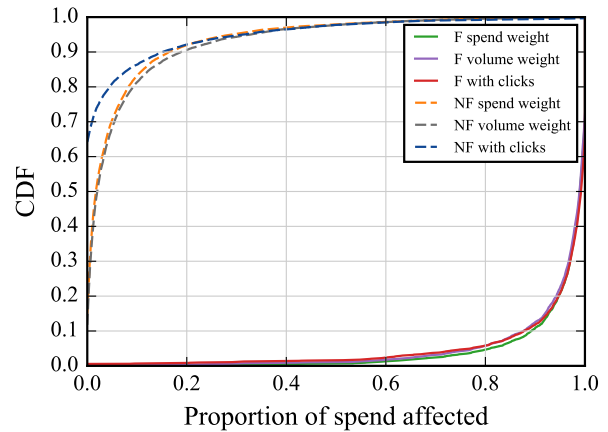 1.0
0.9
0.8
0.7
0.6
0.5
0.4
0.3
0.2
0.1
0.0
CDF
F spend weight
F volume weight
F with clicks
NF spend weight
NF volume weight
NF with clicks
0.0 0.2 0.4 0.6 0.8 1.0
Proportion of spend affected